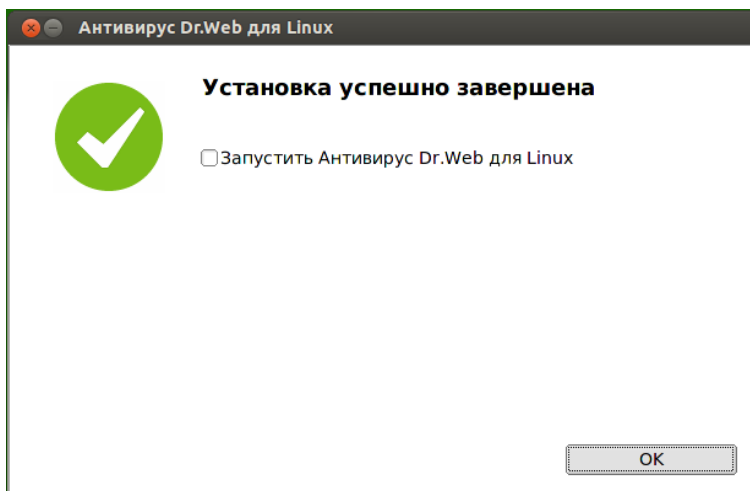 Антивирус Dr.Web для Linux
Установка успешно завершена
Запустить Антивирус Dr.Web для Linux
OK